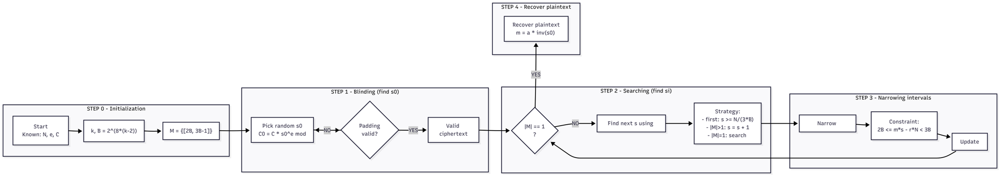 STEP 0 - Initialization
Start
Known: N, e, C
k, B = 2^(8*(k-2))
M = {[2B, 3B-1]}
STEP 1 - Blinding (find s0)
Pick random s0
C0 = C * s0^e mod
NO
Padding
valid?
YES
Valid
ciphertext
STEP 2 - Searching (find si)
|M| == 1
?
NO
Find next s using
Strategy:
- first: s >= N/(3*B)
- |M|>1: s = s + 1
- |M|=1: search
STEP 3 - Narrowing intervals
Narrow
Constraint:
2B <= m*s - r*N < 3B
Update
YES
STEP 4 - Recover plaintext
Recover plaintext
m = a * inv(s0)